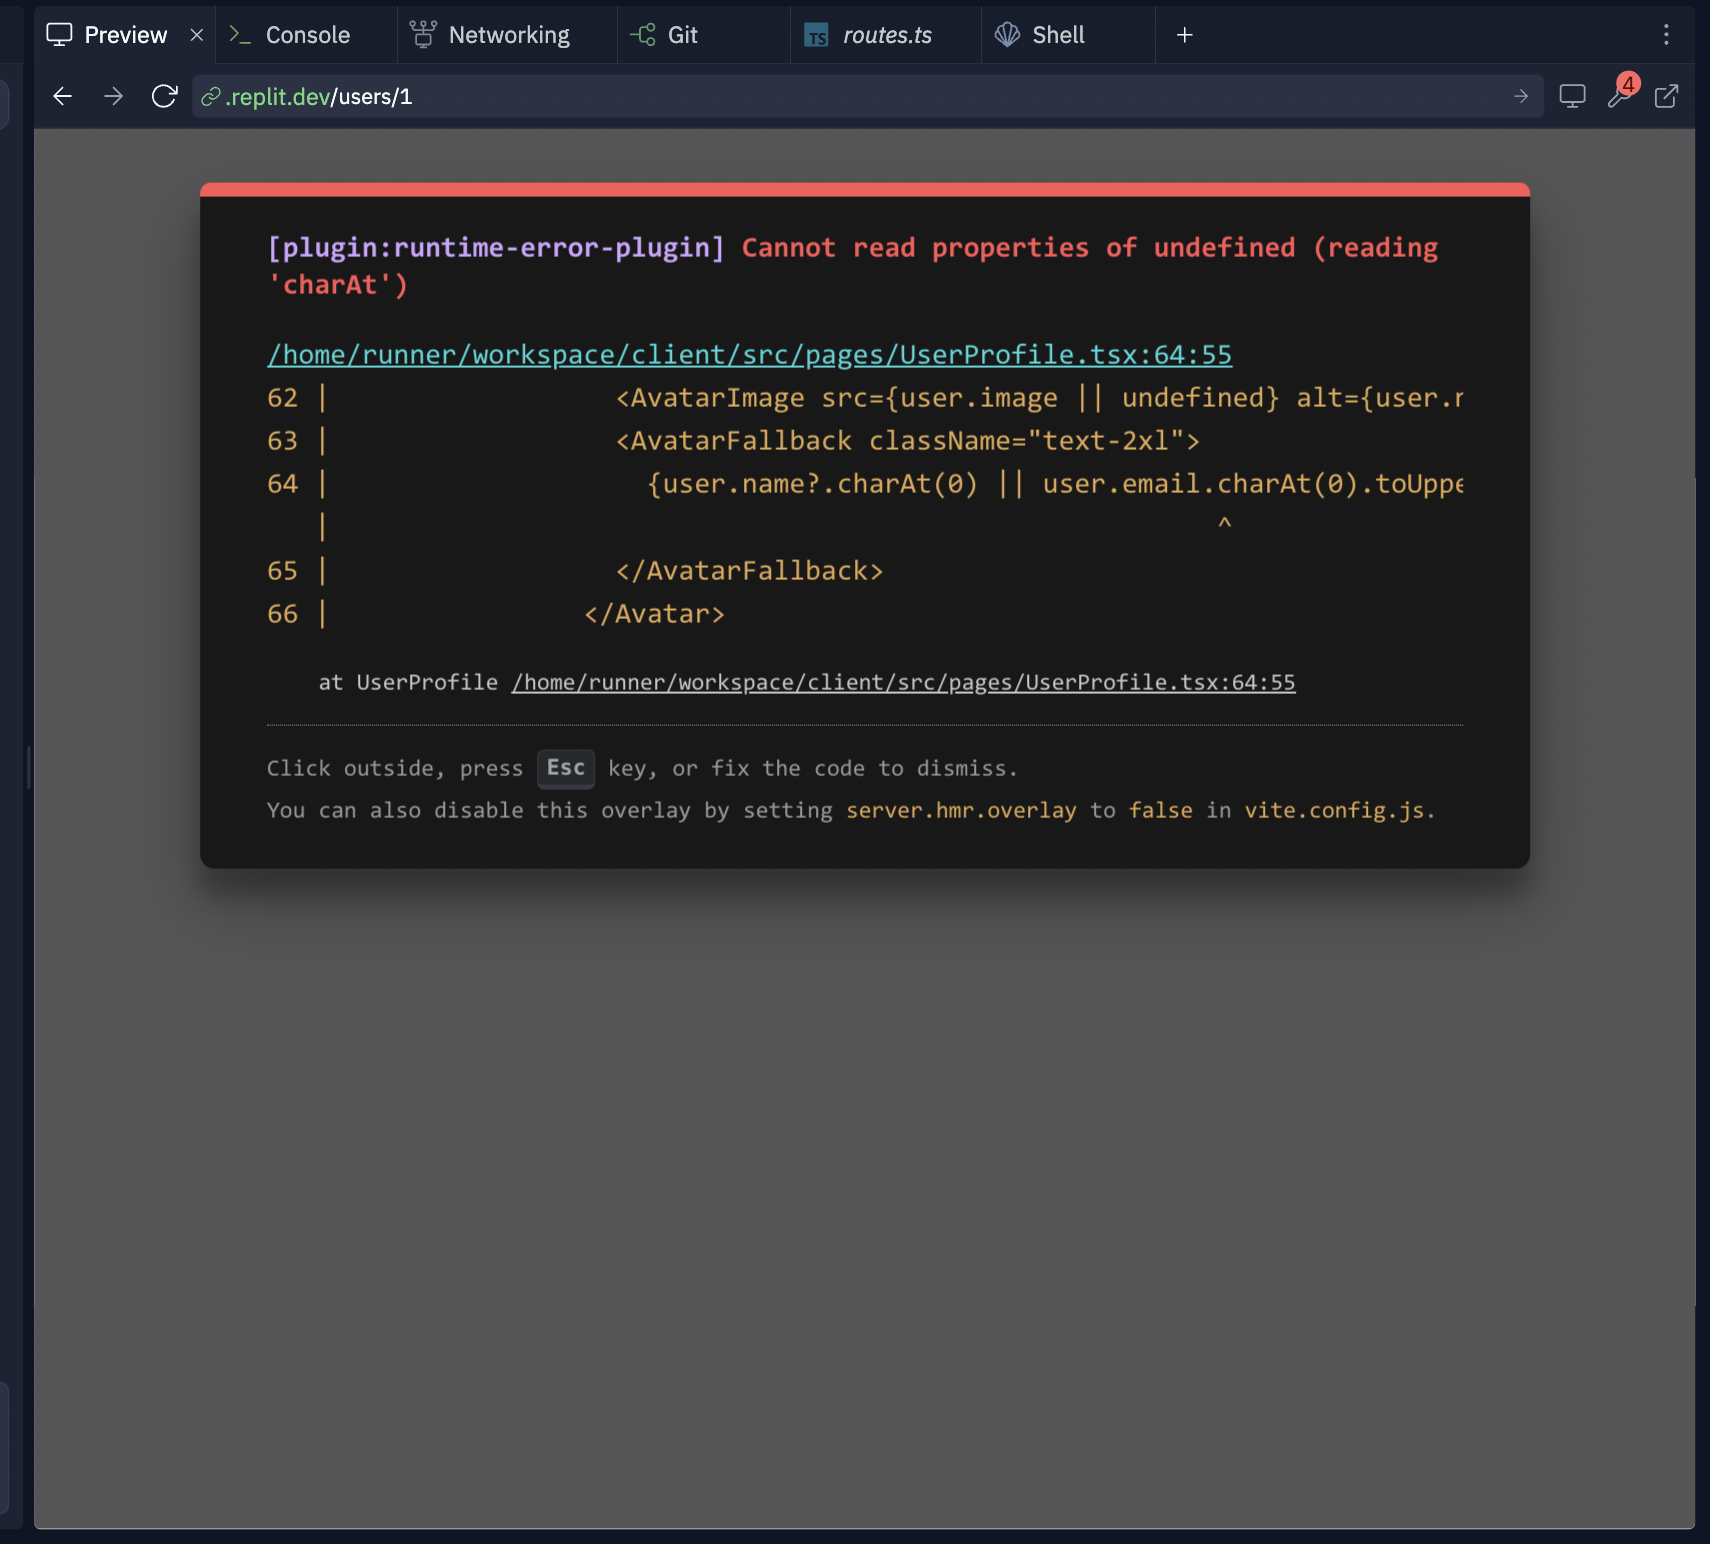 Preview × Console Networking Git TS routes.ts Shell +
.replit.dev/users/1 4
[plugin:runtime-error-plugin] Cannot read properties of undefined (reading
'charAt')
/home/runner/workspace/client/src/pages/UserProfile.tsx:64:55
62 | <AvatarImage src={user.image || undefined} alt={user.
63 | <AvatarFallback className="text-2xl">
64 | {user.name?.charAt(0) || user.email.charAt(0).toUppe
| ^
65 | </AvatarFallback>
66 | </Avatar>
at UserProfile /home/runner/workspace/client/src/pages/UserProfile.tsx:64:55
Click outside, press Esc key, or fix the code to dismiss.
You can also disable this overlay by setting server.hmr.overlay to false in vite.config.js.